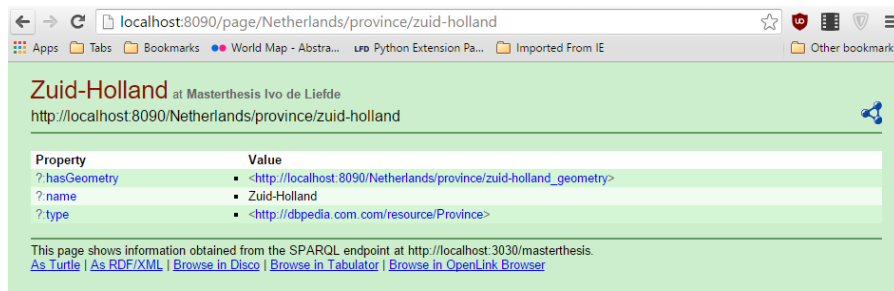 localhost:8090/page/Netherlands/province/zuid-holland
Apps Tabs Bookmarks World Map - Abstra... LFD Python Extension Pa... Imported From IE Other bookmark
Zuid-Holland at Masterthesis Ivo de Liefde
http://localhost:8090/Netherlands/province/zuid-holland
Property Value
?:hasGeometry ▪ <http://localhost:8090/Netherlands/province/zuid-holland_geometry>
?:name ▪ Zuid-Holland
?:type ▪ <http://dbpedia.com.com/resource/Province>
This page shows information obtained from the SPARQL endpoint at http://localhost:3030/masterthesis.
As Turtle | As RDF/XML | Browse in Disco | Browse in Tabulator | Browse in OpenLink Browser